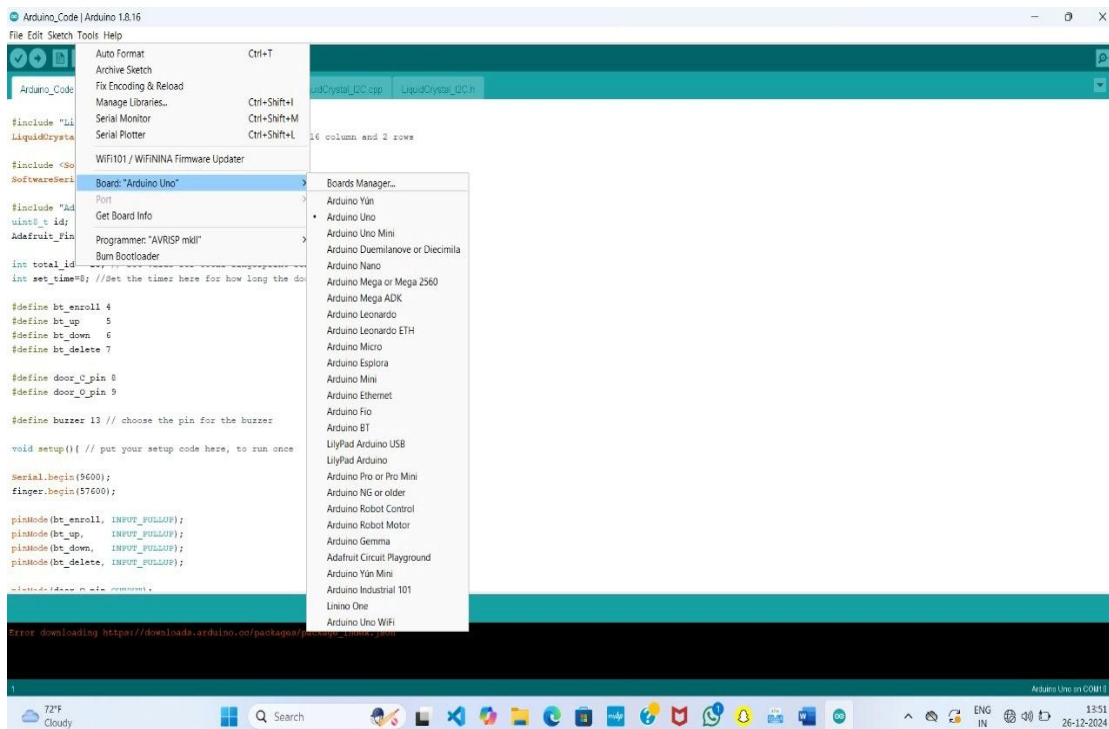 Arduino_Code | Arduino 1.8.16
File Edit Sketch Tools Help
Auto Format Ctrl+T
Archive Sketch
Fix Encoding & Reload
Manage Libraries... Ctrl+Shift+I
Serial Monitor Ctrl+Shift+M
Serial Plotter Ctrl+Shift+L
WiFi101 / WiFiNINA Firmware Updater
Board: "Arduino Uno"
Port
Get Board Info
Programmer: "AVRISP mkII"
Burn Bootloader
Boards Manager...
Arduino Yún
Arduino Uno
Arduino Uno Mini
Arduino Duemilanove or Diecimila
Arduino Nano
Arduino Mega or Mega 2560
Arduino Mega ADK
Arduino Leonardo
Arduino Leonardo ETH
Arduino Micro
Arduino Esplora
Arduino Mini
Arduino Ethernet
Arduino Fio
Arduino BT
LilyPad Arduino USB
LilyPad Arduino
Arduino Pro or Pro Mini
Arduino NG or older
Arduino Robot Control
Arduino Robot Motor
Arduino Gemma
Adafruit Circuit Playground
Arduino Yún Mini
Arduino Industrial 101
Linino One
Arduino Uno WiFi
Arduino_Code LiquidCrystal_I2C.h
#include "Li
LiquidCrysta 16 column and 2 rows
#include <So
SoftwareSeri
#include "Ad
uint8_t id;
Adafruit_Fin
int total_id
int set_time=8; //Set the timer here for how long the do
#define bt_enroll 4
#define bt_up 5
#define bt_down 6
#define bt_delete 7
#define door_C_pin 8
#define door_O_pin 9
#define buzzer 13 // choose the pin for the buzzer
void setup(){ // put your setup code here, to run once
Serial.begin(9600);
finger.begin(57600);
pinMode(bt_enroll, INPUT_PULLUP);
pinMode(bt_up, INPUT_PULLUP);
pinMode(bt_down, INPUT_PULLUP);
pinMode(bt_delete, INPUT_PULLUP);
Error downloading https://downloads.arduino.cc/packages/package_index.json
1
Arduino Uno on COM18
72°F
Cloudy
Search
ENG
IN
13:51
26-12-2024